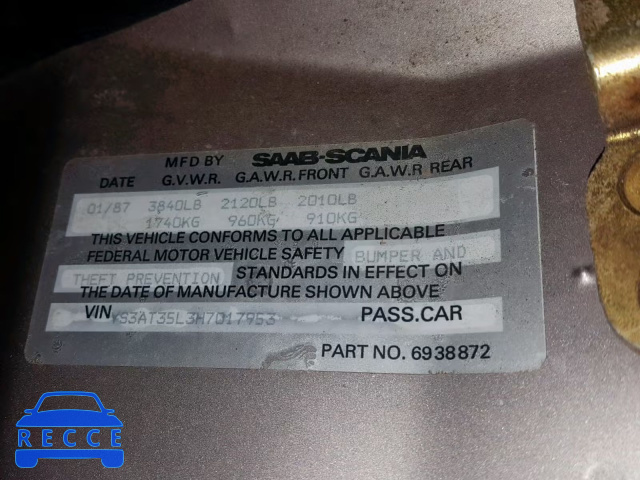 MFD BY SAAB-SCANIA
DATE G.V.W.R. G.A.W.R. FRONT G.A.W.R REAR
01/87 3840LB 2120LB 2010LB
1740KG 960KG 910KG
THIS VEHICLE CONFORMS TO ALL APPLICABLE
FEDERAL MOTOR VEHICLE SAFETY BUMPER AND
THEFT PREVENTION STANDARDS IN EFFECT ON
THE DATE OF MANUFACTURE SHOWN ABOVE
VIN YS3AT35L3H7017953 PASS.CAR
PART NO. 6938872
RECCE